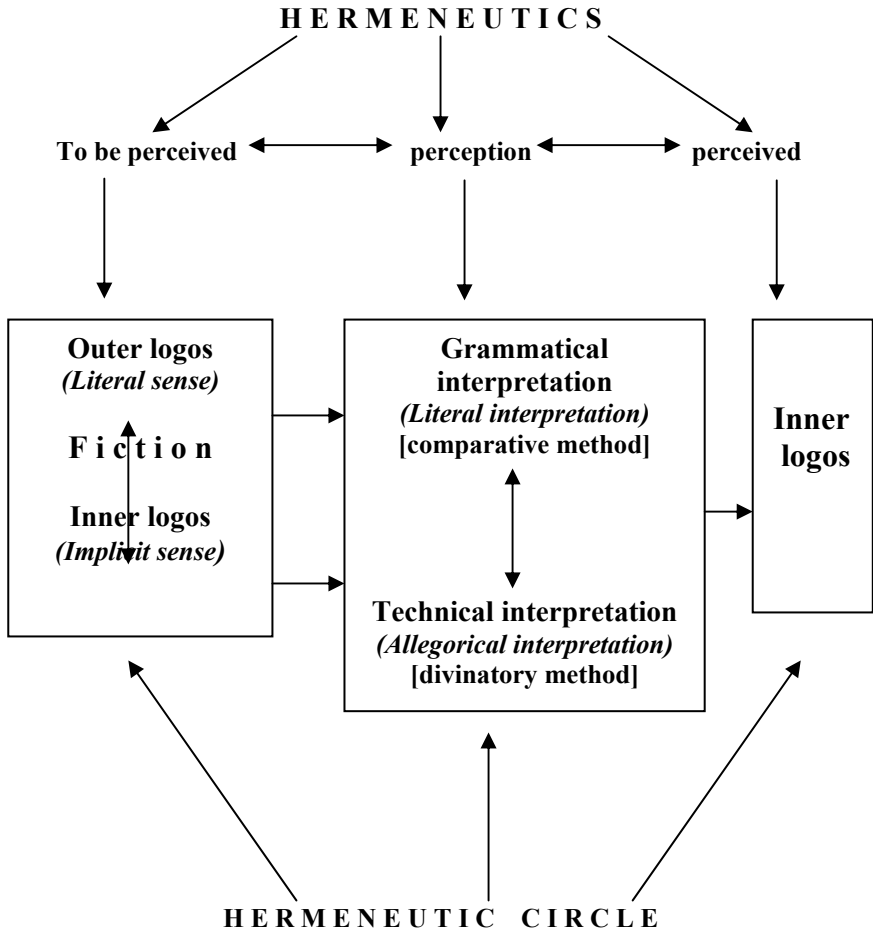 H E R M E N E U T I C S
To be perceived
perception
perceived
Outer logos
(Literal sense)
F i c t i o n
Inner logos
(Implicit sense)
Grammatical
interpretation
(Literal interpretation)
[comparative method]
Technical interpretation
(Allegorical interpretation)
[divinatory method]
Inner
logos
H E R M E N E U T I C   C I R C L E